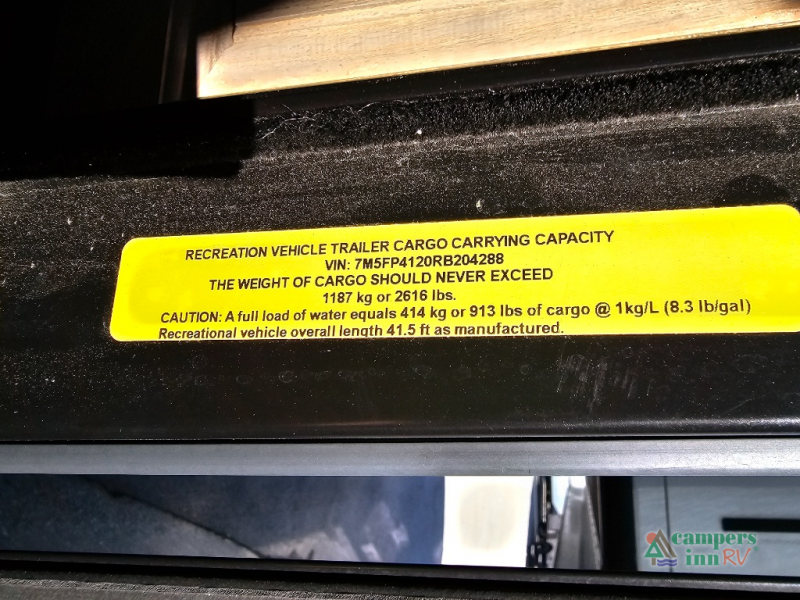 RECREATION VEHICLE TRAILER CARGO CARRYING CAPACITY
VIN: 7M5FP4120RB204288
THE WEIGHT OF CARGO SHOULD NEVER EXCEED
1187 kg or 2616 lbs.
CAUTION: A full load of water equals 414 kg or 913 lbs of cargo @ 1kg/L (8.3 lb/gal)
Recreational vehicle overall length 41.5 ft as manufactured.
campers
inn RV